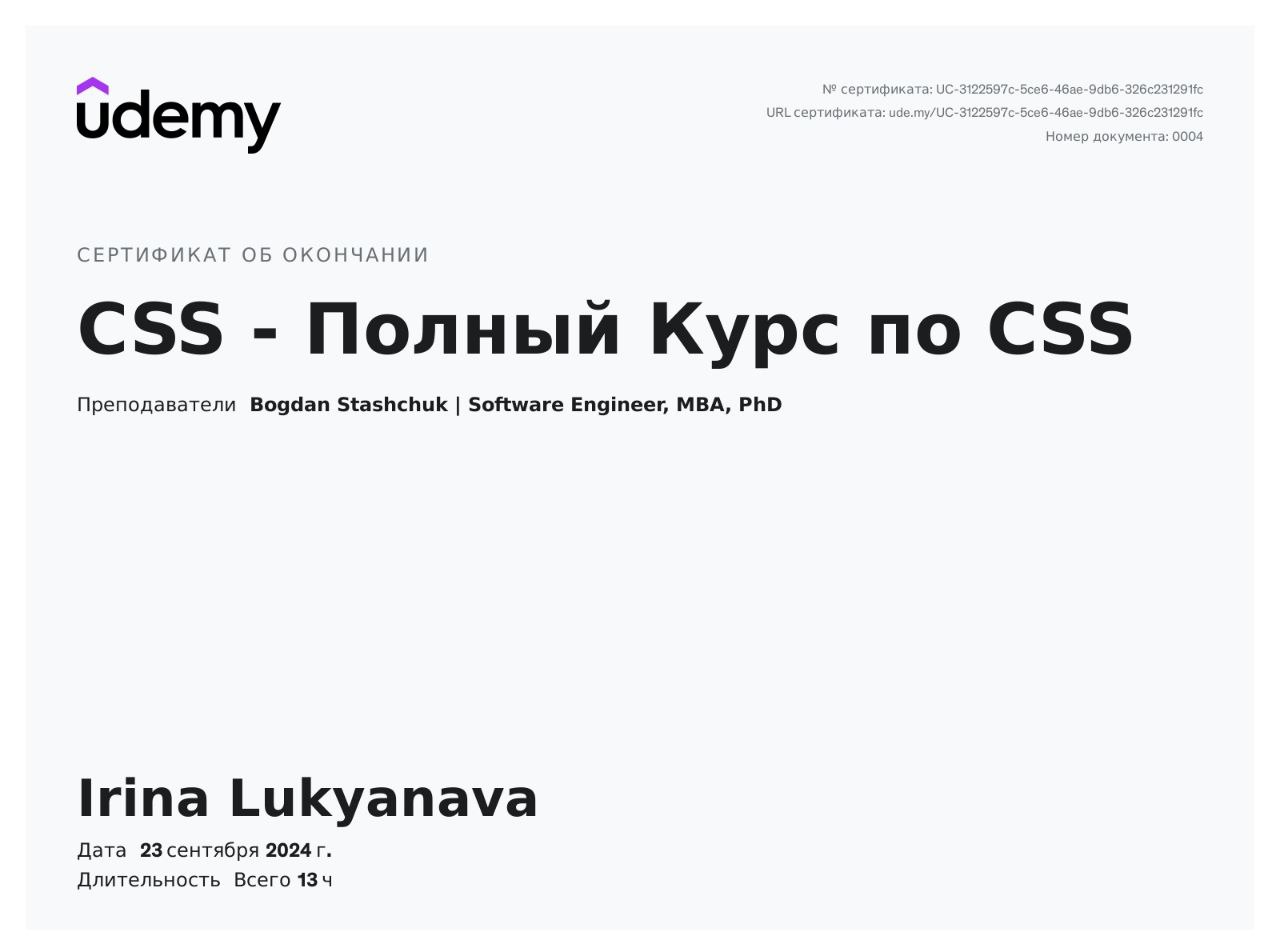 udemy
№ сертификата: UC-3122597c-5ce6-46ae-9db6-326c231291fc
URL сертификата: ude.my/UC-3122597c-5ce6-46ae-9db6-326c231291fc
Номер документа: 0004
СЕРТИФИКАТ ОБ ОКОНЧАНИИ
CSS - Полный Курс по CSS
Преподаватели Bogdan Stashchuk | Software Engineer, MBA, PhD
Irina Lukyanava
Дата 23 сентября 2024 г.
Длительность Всего 13 ч